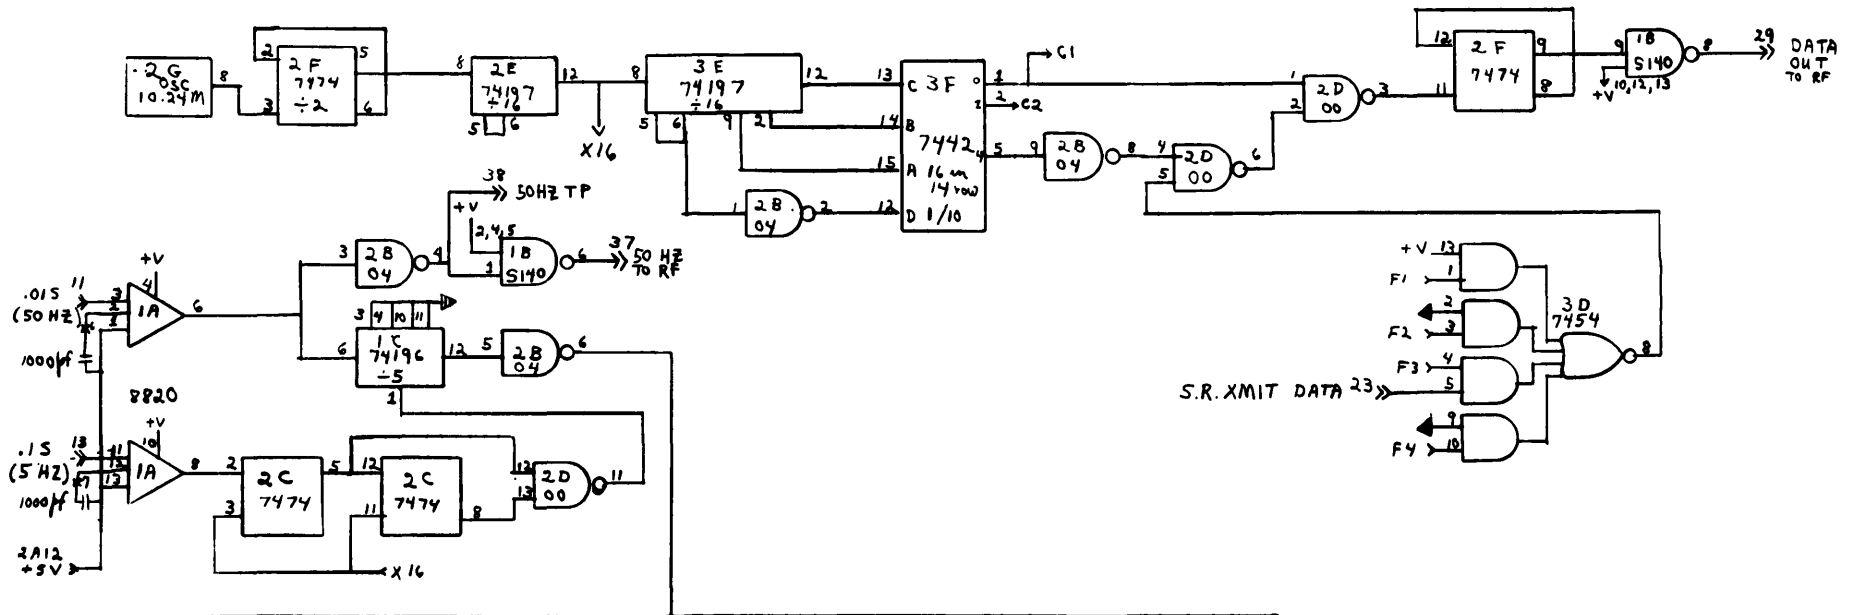 2G
OSC
10.24M
8
2
3
2F
7474
÷2
5
6
8
2E
74197
÷16
5 6
12
X16
8
3E
74197
÷16
5 6 9 2
12
13
14
15
12
C 3F
B
7442
A 16 in
14 row
D 1/10
0 1
2 2
4 5
C1
C2
1
2B
04
2
9
2B
04
8
4
5
2D
00
6
1
2
2D
00
3
12
11
2F
7474
9
8
9
1B
S140
8
+V 10,12,13
29
DATA
OUT
TO RF
38
50HZ TP
+V
2,4,5
1
1B
S140
6
37
50 HZ
TO RF
3
2B
04
4
+V
4
.01S
(50 HZ)
11
3
2
1
1A
6
1000pf
3 4 10 11
6
1C
74196
÷5
12
1
5
2B
04
6
8820
+V
10
.1S
(5 HZ)
13
11
12
13
1A
8
1000pf
2A12
+5V
2
3
2C
7474
5
12
11
2C
7474
8
12
13
2D
00
11
X16
+V 13
F1 1
2
F2 3
F3 4
S.R. XMIT DATA 23
5
9
F4 10
3D
7454
8